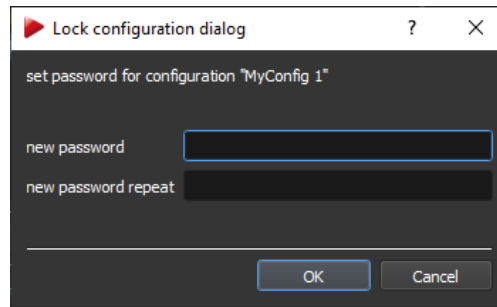 Lock configuration dialog ?
set password for configuration "MyConfig 1"
new password
new password repeat
OK Cancel